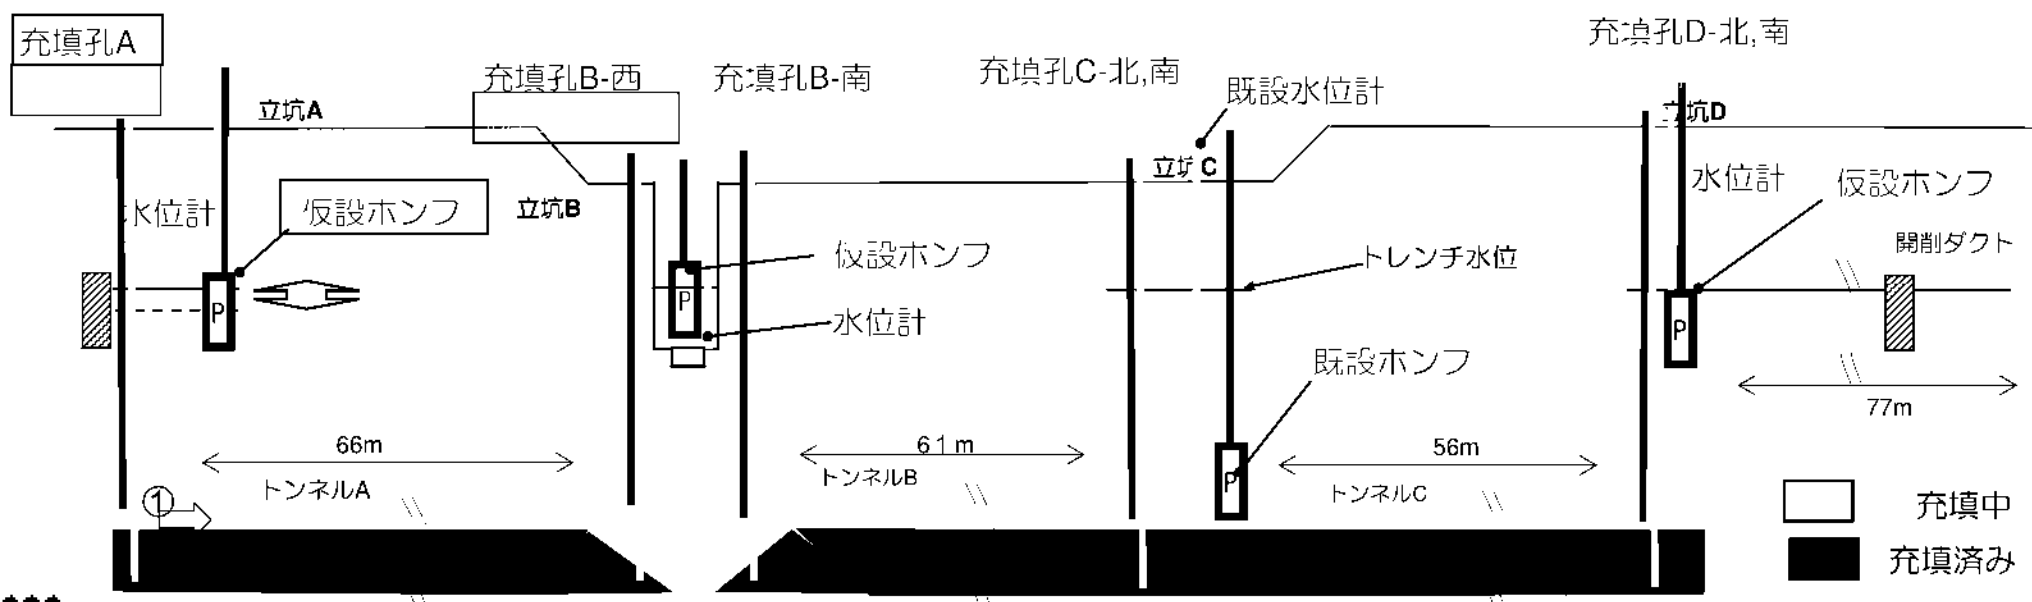 充填孔A
充填孔B-西
充填孔B-南
充填孔C-北,南
既設水位計
充填孔D-北,南
立坑A
立坑B
立坑C
立坑D
水位計
仮設ホンフ
仮設ホンフ
水位計
トレンチ水位
既設ホンフ
水位計
仮設ホンフ
開削ダクト
P
P
P
P
66m
トンネルA
61m
トンネルB
56m
トンネルC
77m
①
充填中
充填済み